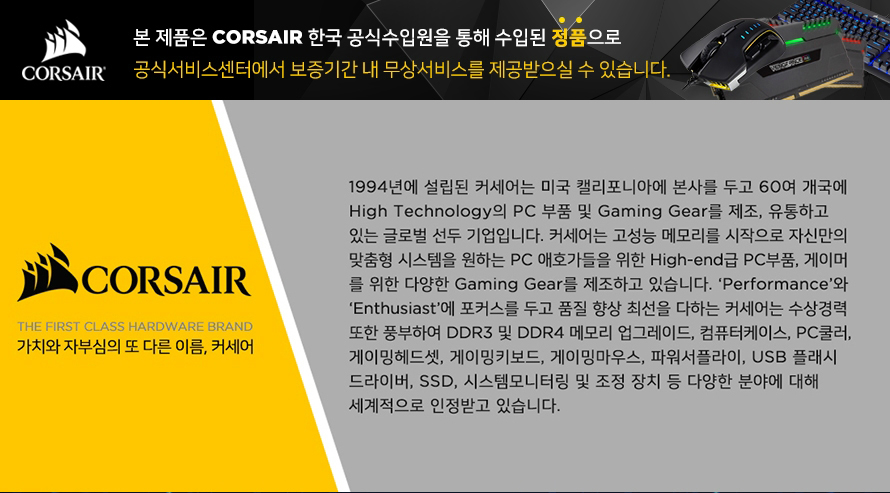 CORSAIR
본 제품은 CORSAIR 한국 공식수입원을 통해 수입된 정품으로
공식서비스센터에서 보증기간 내 무상서비스를 제공받으실 수 있습니다.
VENGEANCE
CORSAIR
THE FIRST CLASS HARDWARE BRAND
가치와 자부심의 또 다른 이름, 커세어
1994년에 설립된 커세어는 미국 캘리포니아에 본사를 두고 60여 개국에
High Technology의 PC 부품 및 Gaming Gear를 제조, 유통하고
있는 글로벌 선두 기업입니다. 커세어는 고성능 메모리를 시작으로 자신만의
맞춤형 시스템을 원하는 PC 애호가들을 위한 High-end급 PC부품, 게이머
를 위한 다양한 Gaming Gear를 제조하고 있습니다. ‘Performance’와
‘Enthusiast’에 포커스를 두고 품질 향상 최선을 다하는 커세어는 수상경력
또한 풍부하여 DDR3 및 DDR4 메모리 업그레이드, 컴퓨터케이스, PC쿨러,
게이밍헤드셋, 게이밍키보드, 게이밍마우스, 파워서플라이, USB 플래시
드라이버, SSD, 시스템모니터링 및 조정 장치 등 다양한 분야에 대해
세계적으로 인정받고 있습니다.